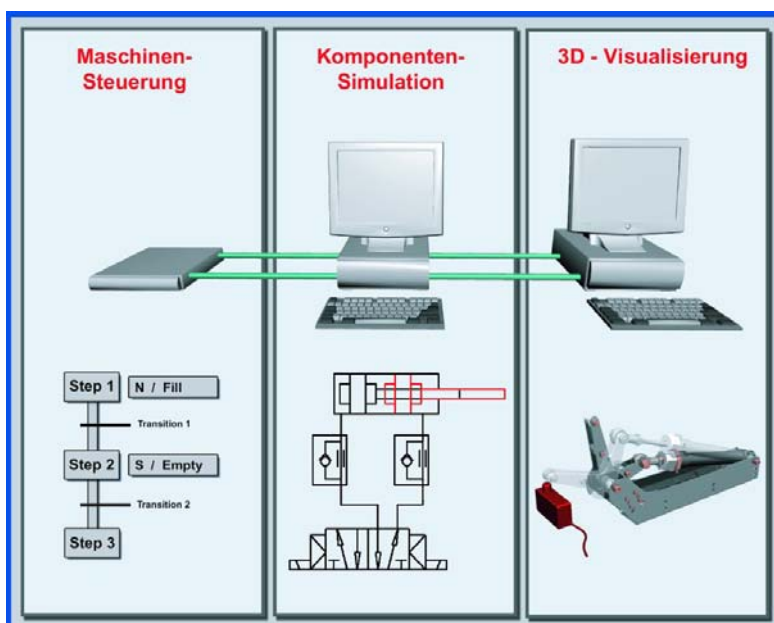 Maschinen-
Steuerung
Komponenten-
Simulation
3D - Visualisierung
Step 1
N / Fill
Transition 1
Step 2
S / Empty
Transition 2
Step 3